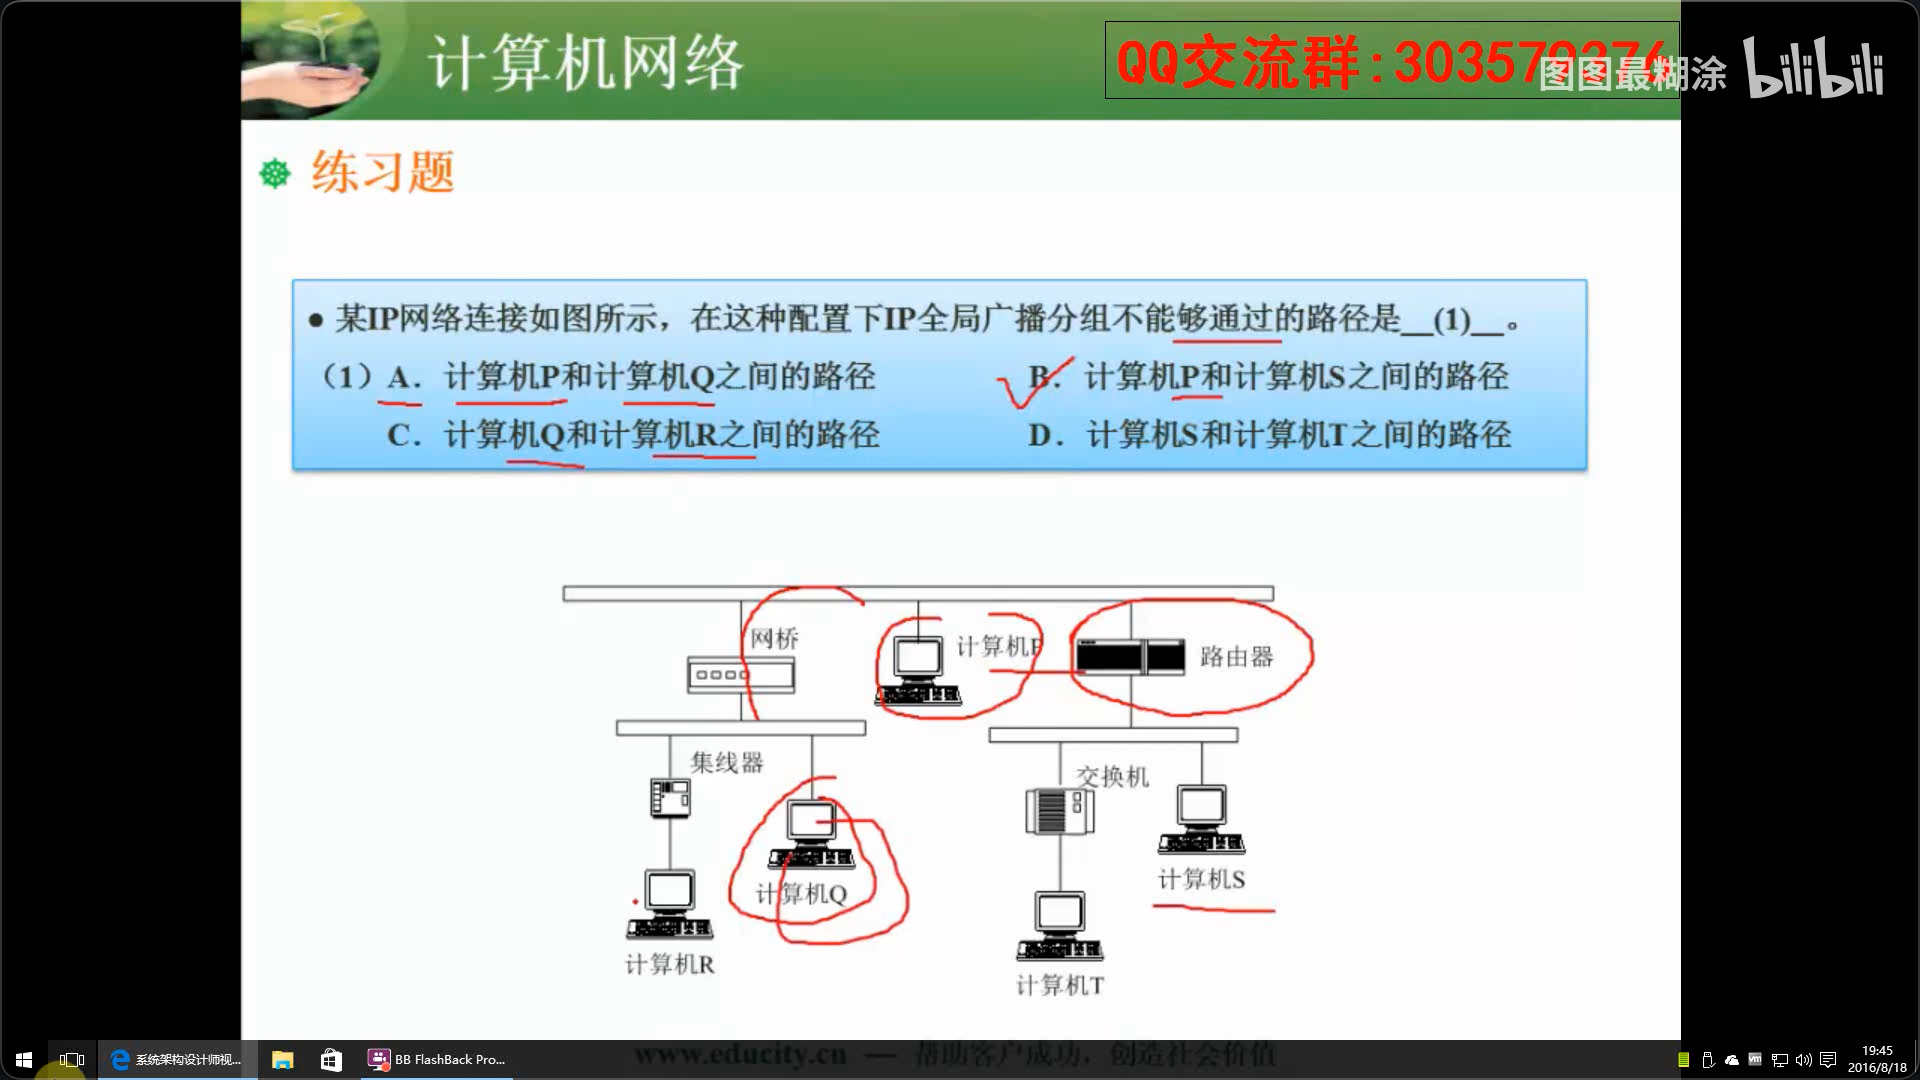 计算机网络
QQ交流群:303579376
图图最糊涂 bilibili
练习题
● 某IP网络连接如图所示，在这种配置下IP全局广播分组不能够通过的路径是__(1)__。
（1）A．计算机P和计算机Q之间的路径 B．计算机P和计算机S之间的路径
C．计算机Q和计算机R之间的路径 D．计算机S和计算机T之间的路径
网桥
计算机P
路由器
集线器
交换机
计算机Q
计算机S
计算机R
计算机T
www.educity.cn — 帮助客户成功，创造社会价值
系统架构设计师视...
BB FlashBack Pro...
19:45
2016/8/18